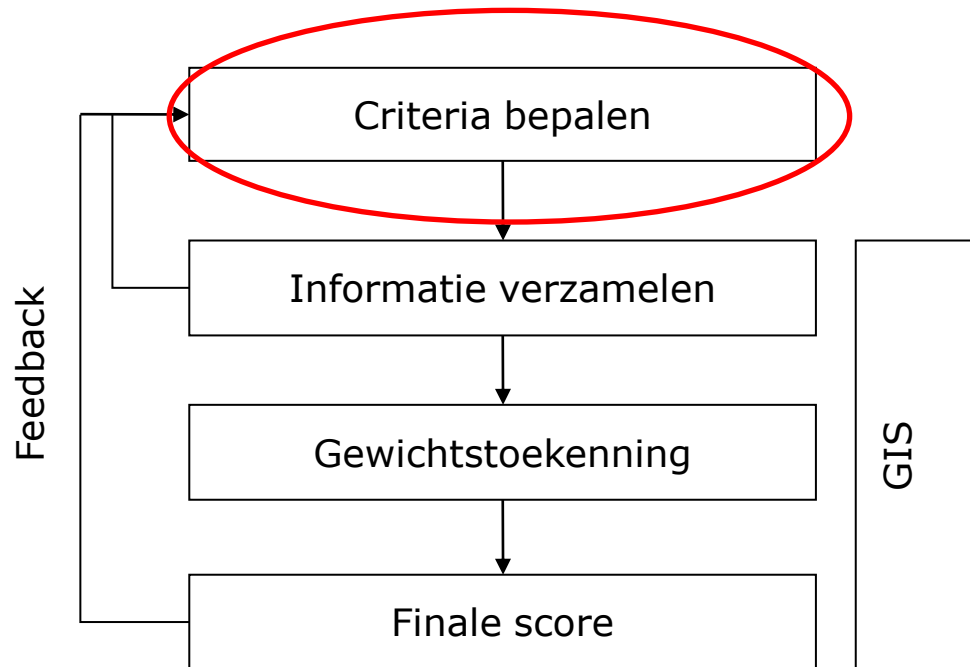 Criteria bepalen
Informatie verzamelen
Gewichtstoekenning
Finale score
Feedback
GIS